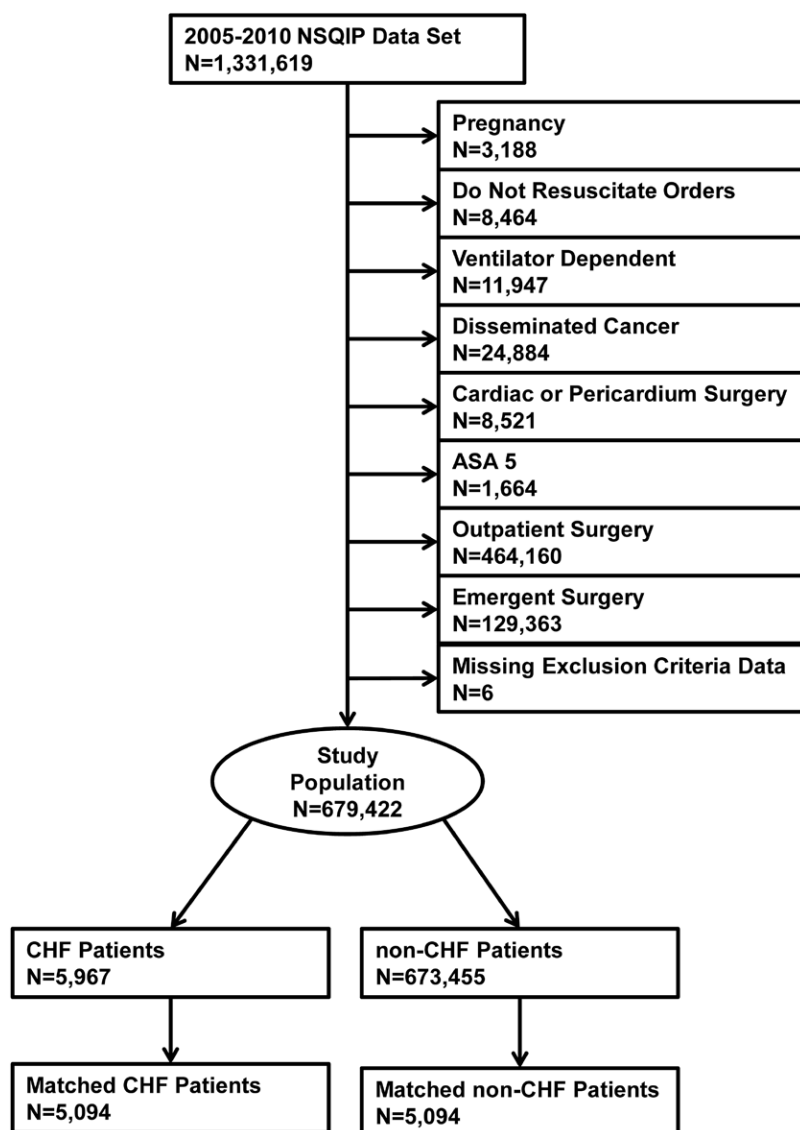 2005-2010 NSQIP Data Set
N=1,331,619
Pregnancy
N=3,188
Do Not Resuscitate Orders
N=8,464
Ventilator Dependent
N=11,947
Disseminated Cancer
N=24,884
Cardiac or Pericardium Surgery
N=8,521
ASA 5
N=1,664
Outpatient Surgery
N=464,160
Emergent Surgery
N=129,363
Missing Exclusion Criteria Data
N=6
Study
Population
N=679,422
CHF Patients
N=5,967
non-CHF Patients
N=673,455
Matched CHF Patients
N=5,094
Matched non-CHF Patients
N=5,094